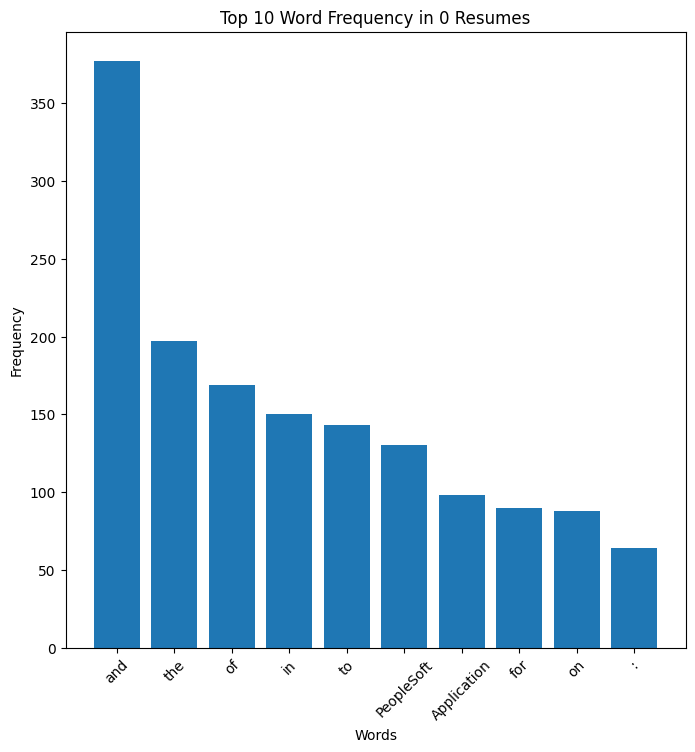 Top 10 Word Frequency in 0 Resumes
Frequency
350
300
250
200
150
100
50
0
and
the
of
in
to
PeopleSoft
Application
for
on
:
Words